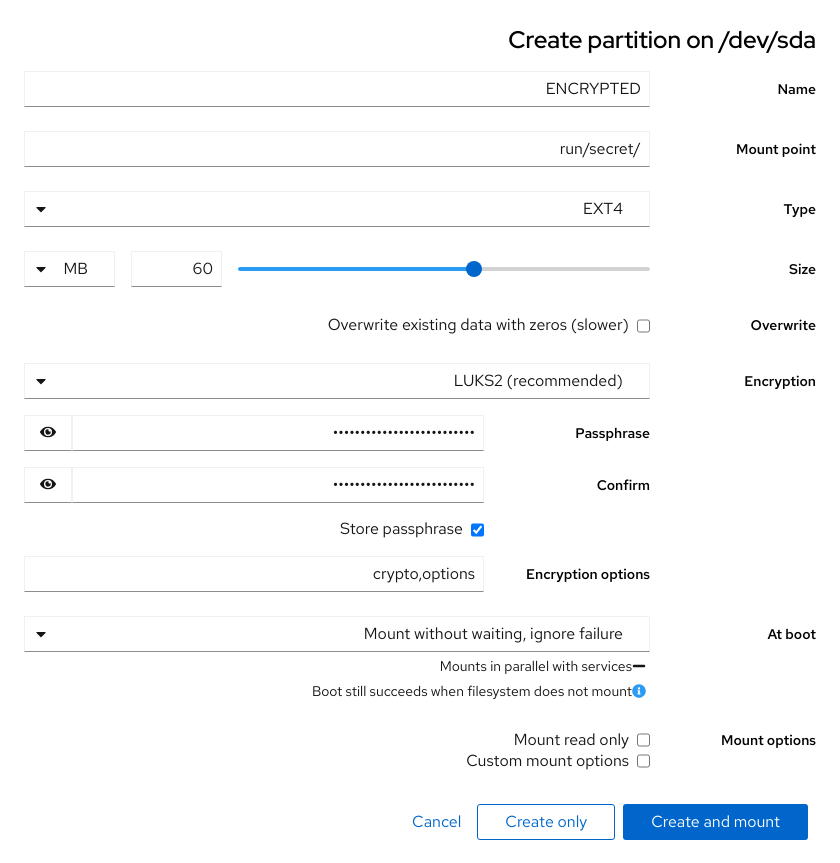 Create partition on /dev/sda
Name
ENCRYPTED
Mount point
run/secret/
Type
EXT4
Size
60
MB
Overwrite
Overwrite existing data with zeros (slower)
Encryption
LUKS2 (recommended)
Passphrase
Confirm
Store passphrase
Encryption options
crypto,options
At boot
Mount without waiting, ignore failure
Mounts in parallel with services
Boot still succeeds when filesystem does not mount
Mount options
Mount read only
Custom mount options
Create and mount
Create only
Cancel